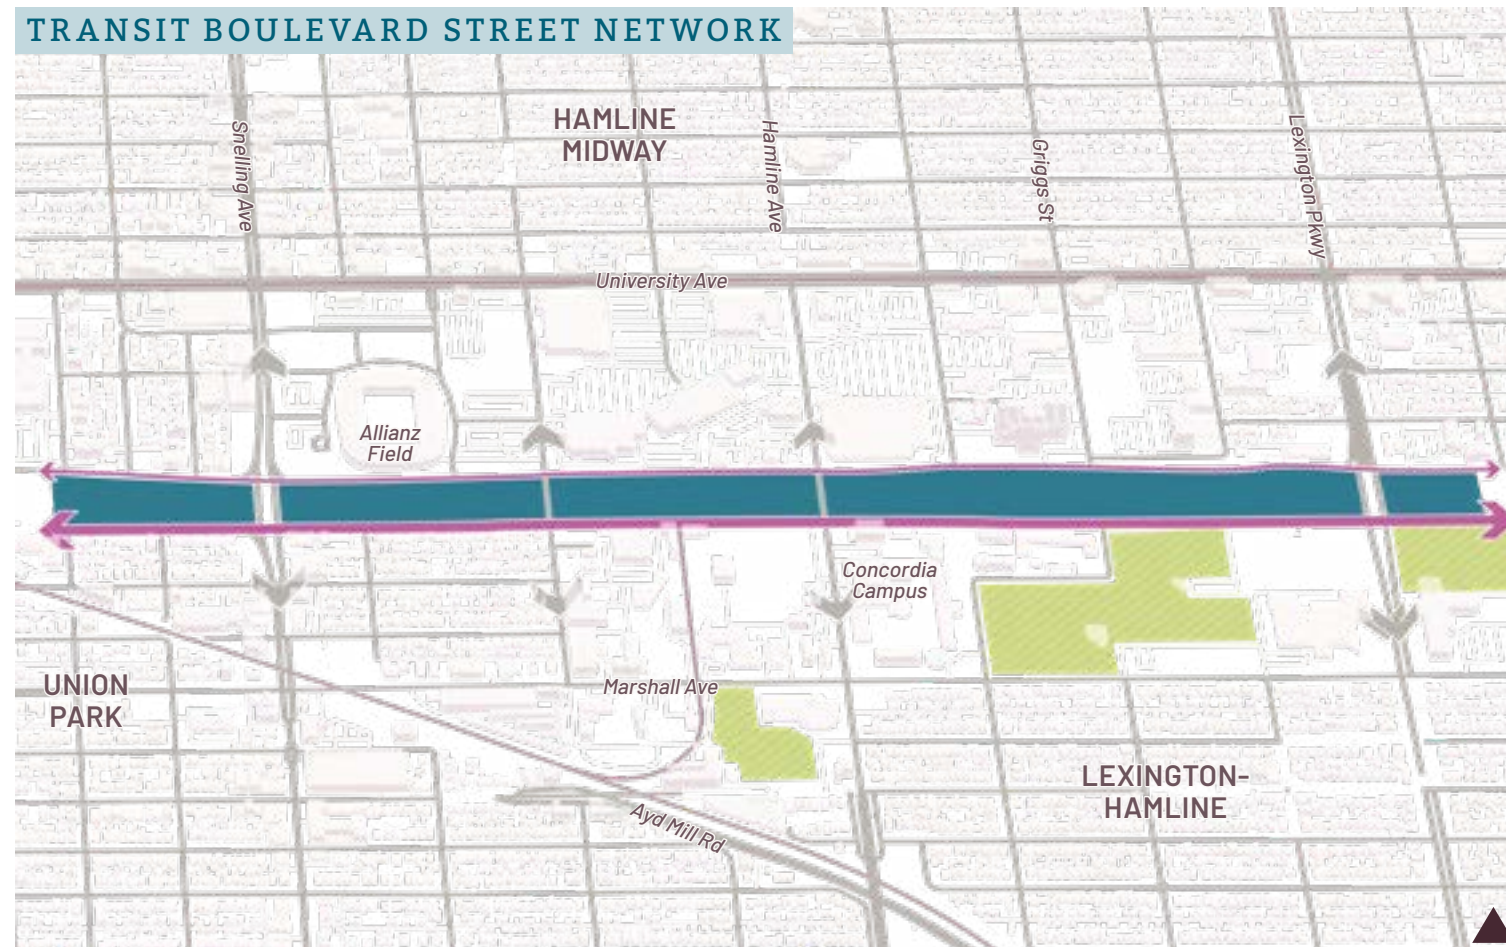 TRANSIT BOULEVARD STREET NETWORK
HAMLINE
MIDWAY
Snelling Ave
Hamline Ave
Griggs St
Lexington Pkwy
University Ave
Allianz
Field
Concordia
Campus
UNION
PARK
Marshall Ave
LEXINGTON-
HAMLINE
Ayd Mill Rd